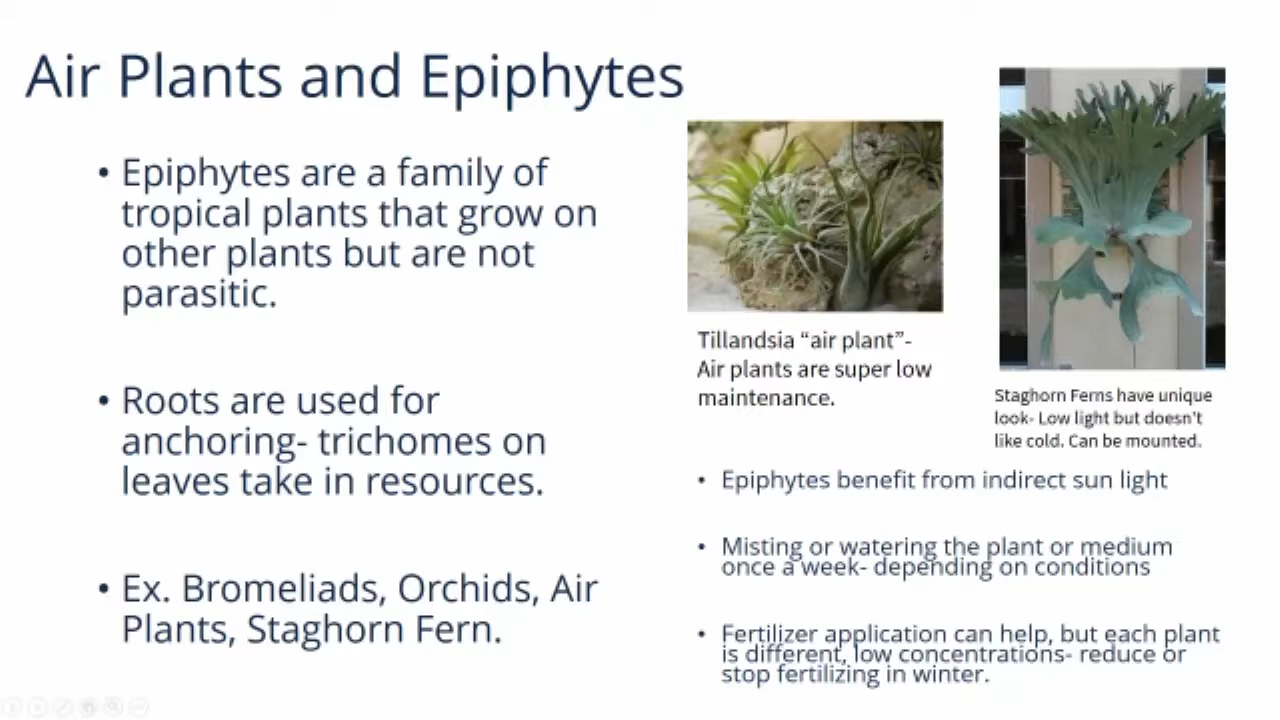 Air Plants and Epiphytes
• Epiphytes are a family of
tropical plants that grow on
other plants but are not
parasitic.
• Roots are used for
anchoring- trichomes on
leaves take in resources.
• Ex. Bromeliads, Orchids, Air
Plants, Staghorn Fern.
Tillandsia “air plant”-
Air plants are super low
maintenance.
Staghorn Ferns have unique
look- Low light but doesn't
like cold. Can be mounted.
• Epiphytes benefit from indirect sun light
• Misting or watering the plant or medium
once a week- depending on conditions
• Fertilizer application can help, but each plant
is different, low concentrations- reduce or
stop fertilizing in winter.